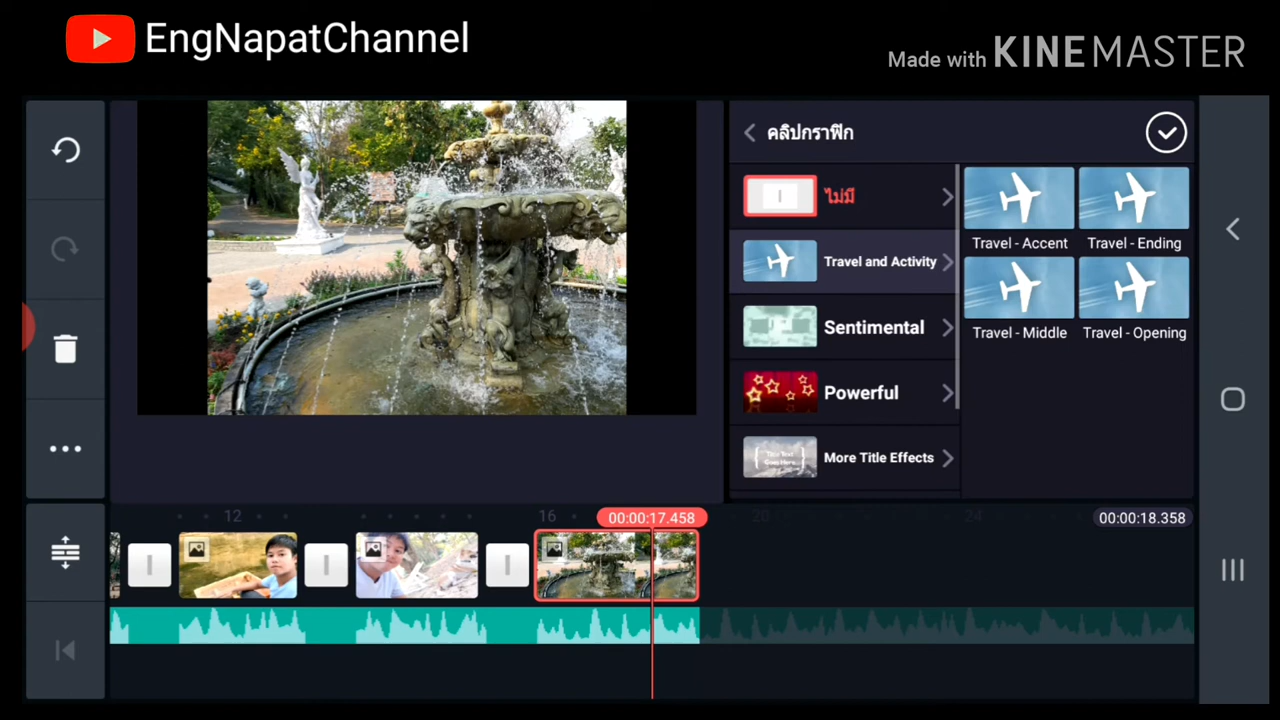 EngNapatChannel
Made with KINEMASTER
คลิปกราฟิก
ไม่มี
Travel and Activity
Sentimental
Powerful
More Title Effects
Travel - Accent
Travel - Ending
Travel - Middle
Travel - Opening
12
16
00:00:17.458
20
24
00:00:18.358